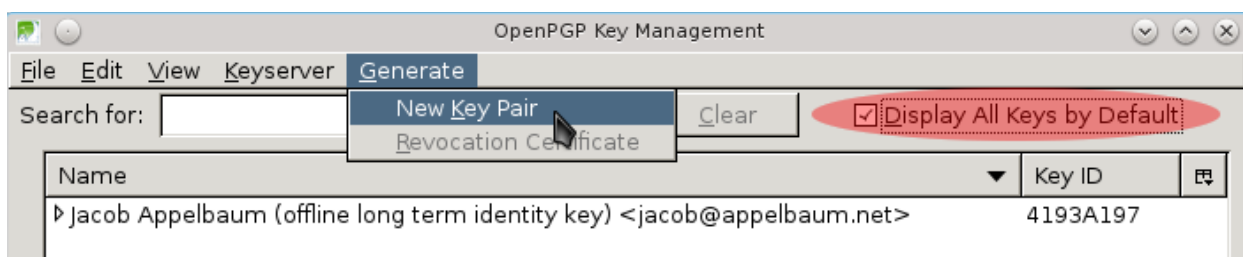 OpenPGP Key Management
File Edit View Keyserver Generate
Search for: New Key Pair Clear Display All Keys by Default
Revocation Certificate
Name Key ID
Jacob Appelbaum (offline long term identity key) <jacob@appelbaum.net> 4193A197